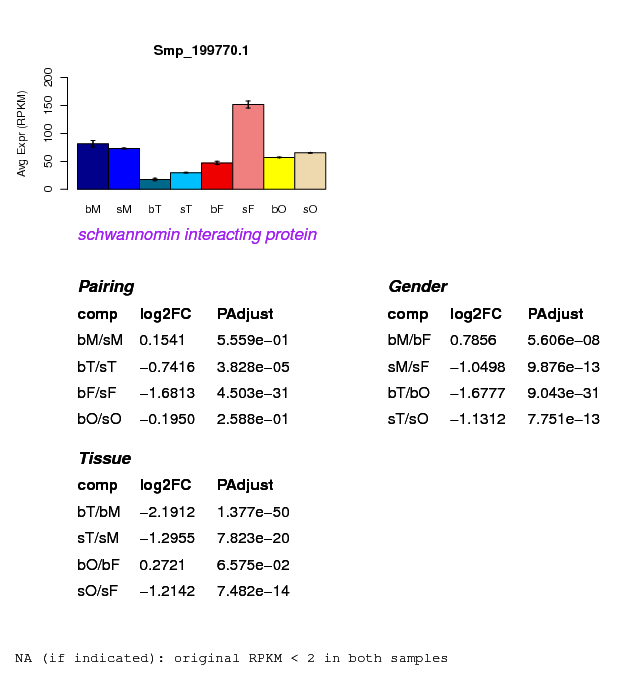 Smp_199770.1
Avg Expr (RPKM)
0 50 100 150 200
bM sM bT sT bF sF bO sO
schwannomin interacting protein
Pairing
comp log2FC PAdjust
bM/sM 0.1541 5.559e−01
bT/sT −0.7416 3.828e−05
bF/sF −1.6813 4.503e−31
bO/sO −0.1950 2.588e−01
Gender
comp log2FC PAdjust
bM/bF 0.7856 5.606e−08
sM/sF −1.0498 9.876e−13
bT/bO −1.6777 9.043e−31
sT/sO −1.1312 7.751e−13
Tissue
comp log2FC PAdjust
bT/bM −2.1912 1.377e−50
sT/sM −1.2955 7.823e−20
bO/bF 0.2721 6.575e−02
sO/sF −1.2142 7.482e−14
NA (if indicated): original RPKM < 2 in both samples